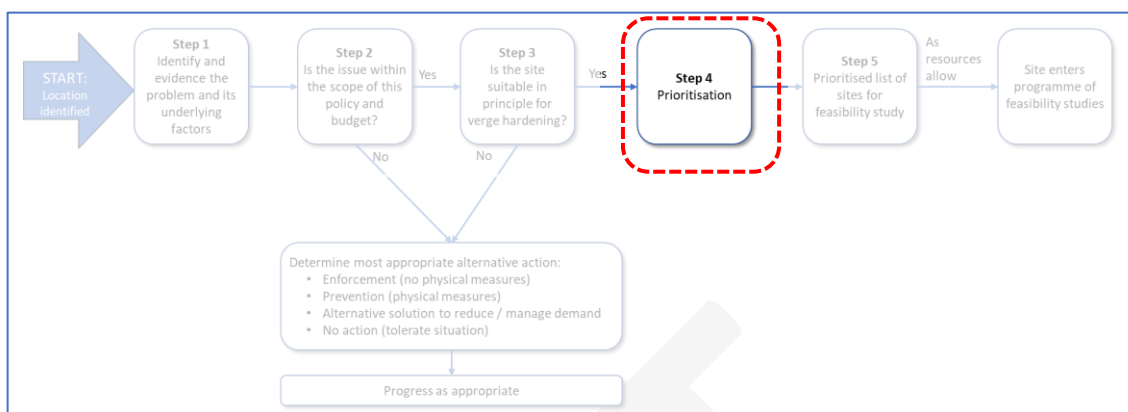 START:
Location
identified
Step 1
Identify and
evidence the
problem and its
underlying
factors
Step 2
Is the issue within
the scope of this
policy and
budget?
Yes
No
Step 3
Is the site
suitable in
principle for
verge hardening?
Yes
No
Step 4
Prioritisation
Step 5
Prioritised list of
sites for
feasibility study
As
resources
allow
Site enters
programme of
feasibility studies
Determine most appropriate alternative action:
• Enforcement (no physical measures)
• Prevention (physical measures)
• Alternative solution to reduce / manage demand
• No action (tolerate situation)
Progress as appropriate